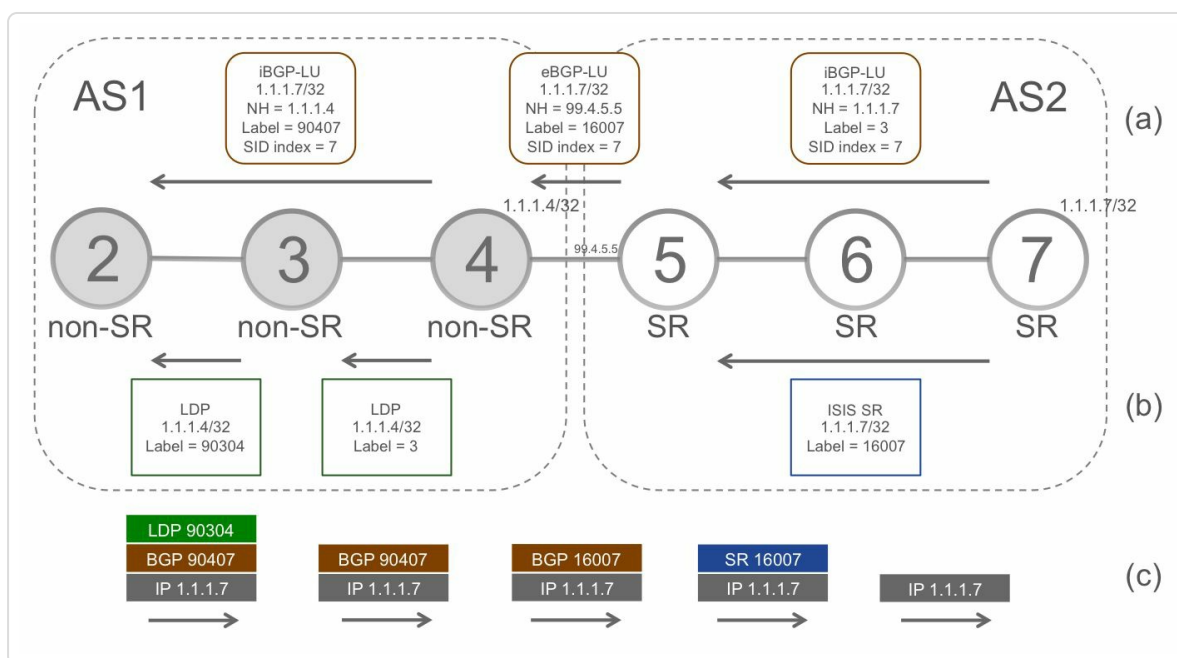 AS1
iBGP-LU
1.1.1.7/32
NH = 1.1.1.4
Label = 90407
SID index = 7
eBGP-LU
1.1.1.7/32
NH = 99.4.5.5
Label = 16007
SID index = 7
iBGP-LU
1.1.1.7/32
NH = 1.1.1.7
Label = 3
SID index = 7
AS2
(a)
1.1.1.4/32
1.1.1.7/32
2
3
4
99.4.5.5
5
6
7
non-SR
non-SR
non-SR
SR
SR
SR
LDP
1.1.1.4/32
Label = 90304
LDP
1.1.1.4/32
Label = 3
ISIS SR
1.1.1.7/32
Label = 16007
(b)
LDP 90304
BGP 90407
IP 1.1.1.7
BGP 90407
IP 1.1.1.7
BGP 16007
IP 1.1.1.7
SR 16007
IP 1.1.1.7
IP 1.1.1.7
(c)